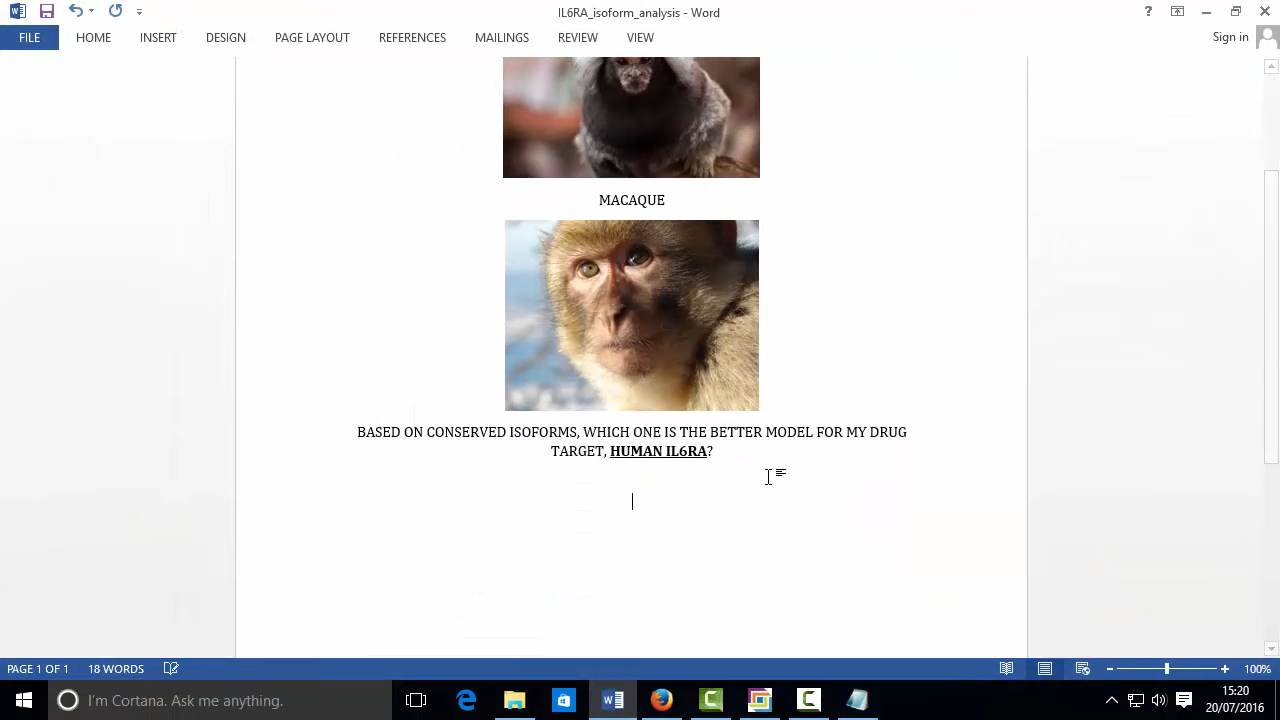 IL6RA_isoform_analysis - Word
FILE HOME INSERT DESIGN PAGE LAYOUT REFERENCES MAILINGS REVIEW VIEW Sign in
MACAQUE
BASED ON CONSERVED ISOFORMS, WHICH ONE IS THE BETTER MODEL FOR MY DRUG
TARGET, HUMAN IL6RA?
PAGE 1 OF 1 18 WORDS 100%
I'm Cortana. Ask me anything. 15:20
20/07/2016